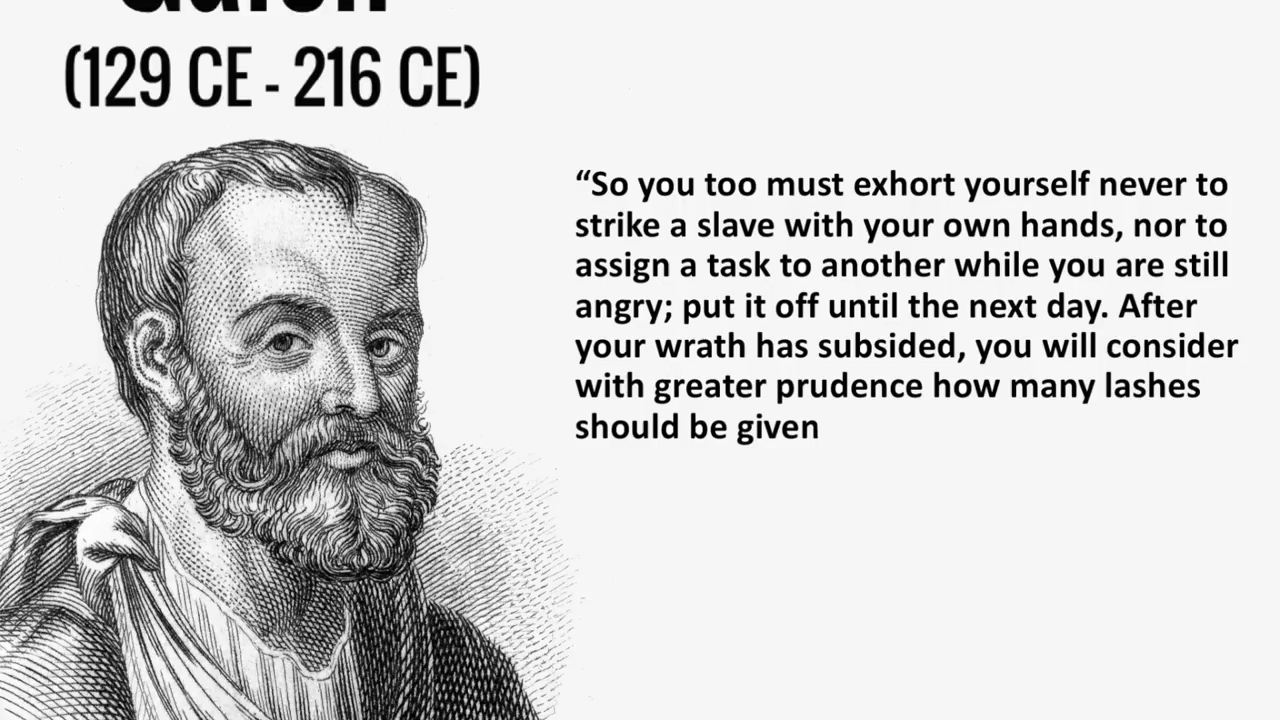 (129 CE - 216 CE)
“So you too must exhort yourself never to
strike a slave with your own hands, nor to
assign a task to another while you are still
angry; put it off until the next day. After
your wrath has subsided, you will consider
with greater prudence how many lashes
should be given